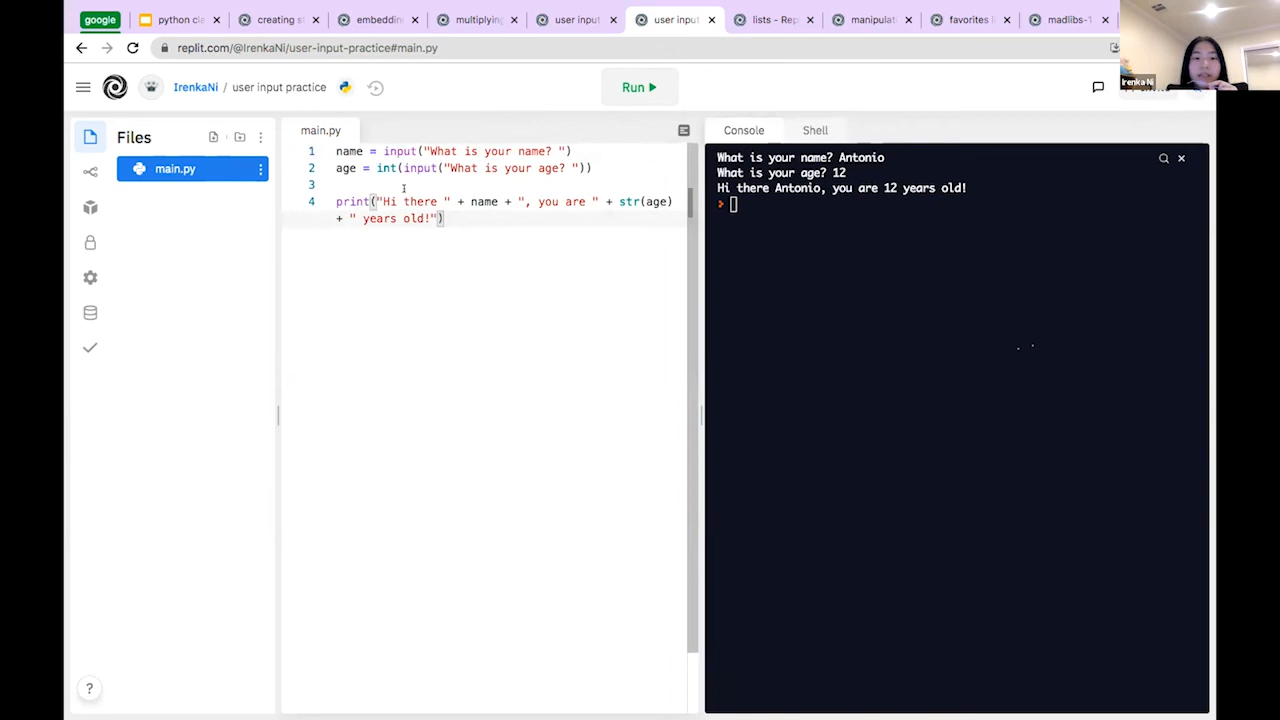 google
python cla
creating st
embedding
multiplying
user input
user input
lists - Rep
manipulat
favorites l
madlibs-1
replit.com/@IrenkaNi/user-input-practice#main.py
Irenka Ni
IrenkaNi / user input practice
Run
Files
main.py
main.py
1 name = input("What is your name? ")
2 age = int(input("What is your age? "))
3
4 print("Hi there " + name + ", you are " + str(age)
+ " years old!")
Console
Shell
What is your name? Antonio
What is your age? 12
Hi there Antonio, you are 12 years old!
?